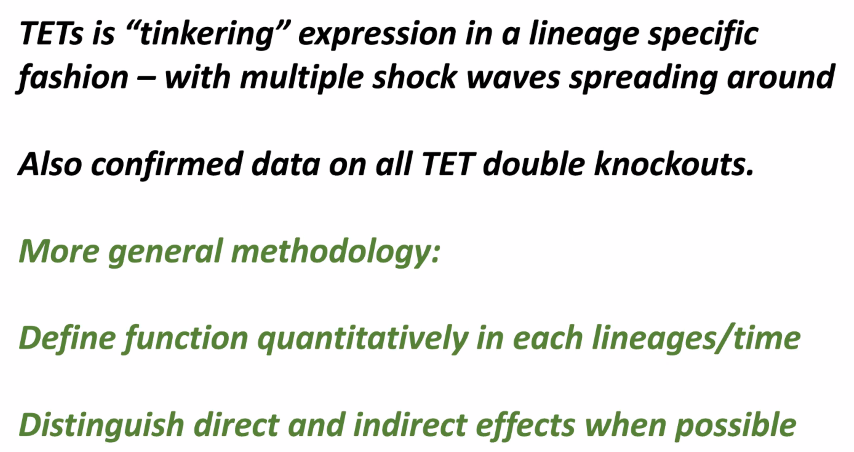 TETs is “tinkering” expression in a lineage specific
fashion – with multiple shock waves spreading around
Also confirmed data on all TET double knockouts.
More general methodology:
Define function quantitatively in each lineages/time
Distinguish direct and indirect effects when possible